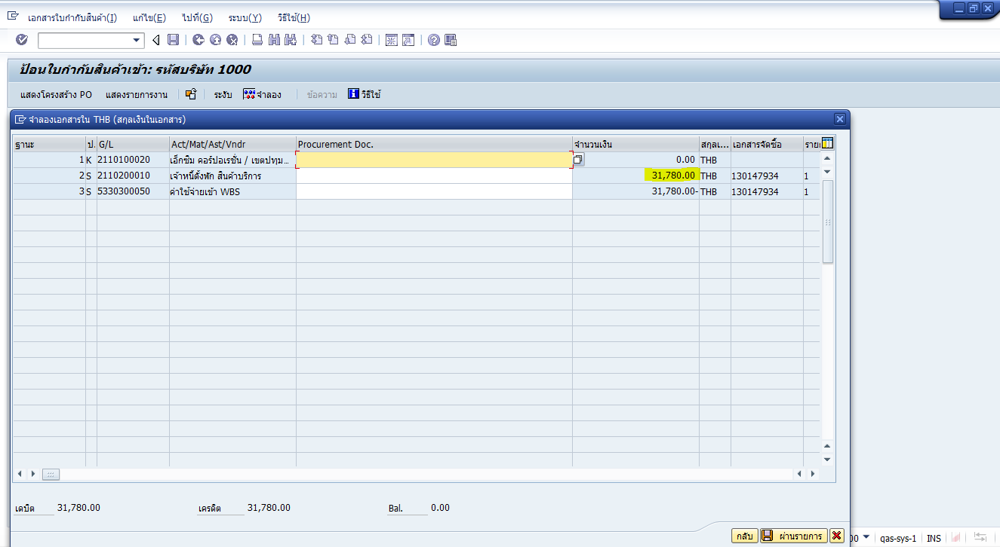 เอกสารใบกำกับสินค้า(I) แก้ไข(E) ไปที่(G) ระบบ(Y) วิธีใช้(H)
ป้อนใบกำกับสินค้าเข้า: รหัสบริษัท 1000
แสดงโครงสร้าง PO แสดงรายการงาน ระงับ จำลอง ข้อความ วิธีใช้
จำลองเอกสารใน THB (สกุลเงินในเอกสาร)
ฐานะ ป. G/L Act/Mat/Ast/Vndr Procurement Doc. จำนวนเงิน สกุลเ... เอกสารจัดซื้อ
1 K 2110100020 เอ็กซิม คอร์ปอเรชั่น / เขตปทุม... 0.00 THB
2 S 2110200010 เจ้าหนี้ตั้งพัก สินค้าบริการ 31,780.00 THB 130147934 1
3 S 5330300050 ค่าใช้จ่ายเข้า WBS 31,780.00- THB 130147934 1
เดบิต 31,780.00 เครดิต 31,780.00 Bal. 0.00
กลับ ผ่านรายการ
qas-sys-1 INS